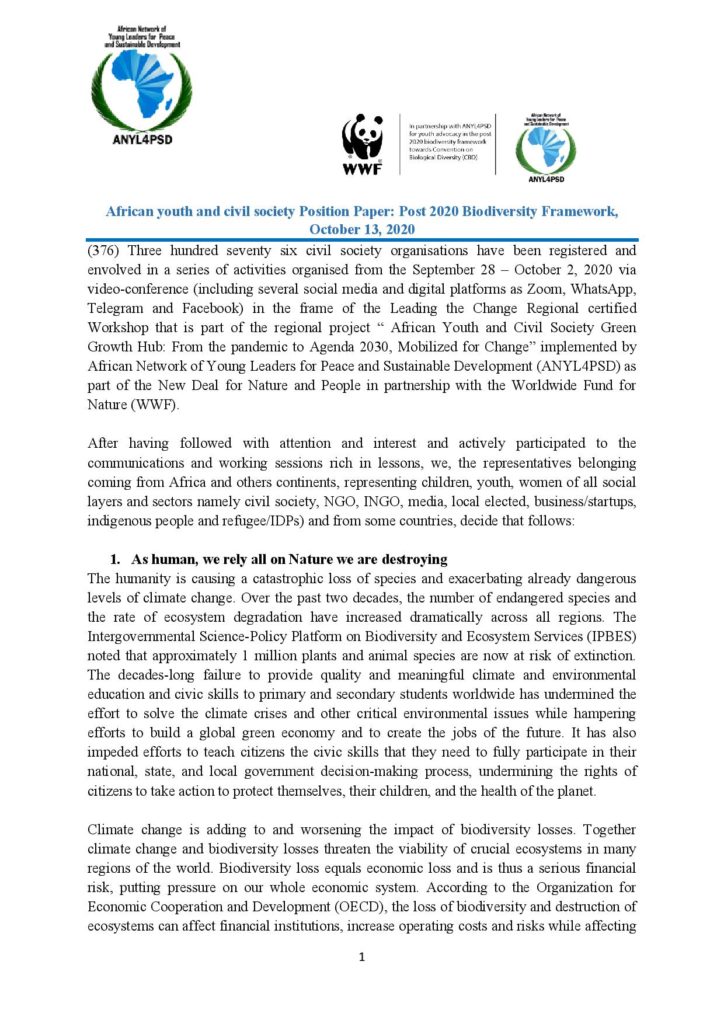 African Network of
Young Leaders for Peace
and Sustainable Development
ANYL4PSD
WWF
In partnership with ANYL4PSD
for youth advocacy in the post
2020 biodiversity framework
towards Convention on
Biological Diversity (CBD)
African Network of
Young Leaders for Peace
and Sustainable Development
ANYL4PSD
African youth and civil society Position Paper: Post 2020 Biodiversity Framework,
October 13, 2020
(376) Three hundred seventy six civil society organisations have been registered and
envolved in a series of activities organised from the September 28 – October 2, 2020 via
video-conference (including several social media and digital platforms as Zoom, WhatsApp,
Telegram and Facebook) in the frame of the Leading the Change Regional certified
Workshop that is part of the regional project “ African Youth and Civil Society Green
Growth Hub: From the pandemic to Agenda 2030, Mobilized for Change” implemented by
African Network of Young Leaders for Peace and Sustainable Development (ANYL4PSD) as
part of the New Deal for Nature and People in partnership with the Worldwide Fund for
Nature (WWF).
After having followed with attention and interest and actively participated to the
communications and working sessions rich in lessons, we, the representatives belonging
coming from Africa and others continents, representing children, youth, women of all social
layers and sectors namely civil society, NGO, INGO, media, local elected, business/startups,
indigenous people and refugee/IDPs) and from some countries, decide that follows:
1. As human, we rely all on Nature we are destroying
The humanity is causing a catastrophic loss of species and exacerbating already dangerous
levels of climate change. Over the past two decades, the number of endangered species and
the rate of ecosystem degradation have increased dramatically across all regions. The
Intergovernmental Science-Policy Platform on Biodiversity and Ecosystem Services (IPBES)
noted that approximately 1 million plants and animal species are now at risk of extinction.
The decades-long failure to provide quality and meaningful climate and environmental
education and civic skills to primary and secondary students worldwide has undermined the
effort to solve the climate crises and other critical environmental issues while hampering
efforts to build a global green economy and to create the jobs of the future. It has also
impeded efforts to teach citizens the civic skills that they need to fully participate in their
national, state, and local government decision-making process, undermining the rights of
citizens to take action to protect themselves, their children, and the health of the planet.
Climate change is adding to and worsening the impact of biodiversity losses. Together
climate change and biodiversity losses threaten the viability of crucial ecosystems in many
regions of the world. Biodiversity loss equals economic loss and is thus a serious financial
risk, putting pressure on our whole economic system. According to the Organization for
Economic Cooperation and Development (OECD), the loss of biodiversity and destruction of
ecosystems can affect financial institutions, increase operating costs and risks while affecting
1